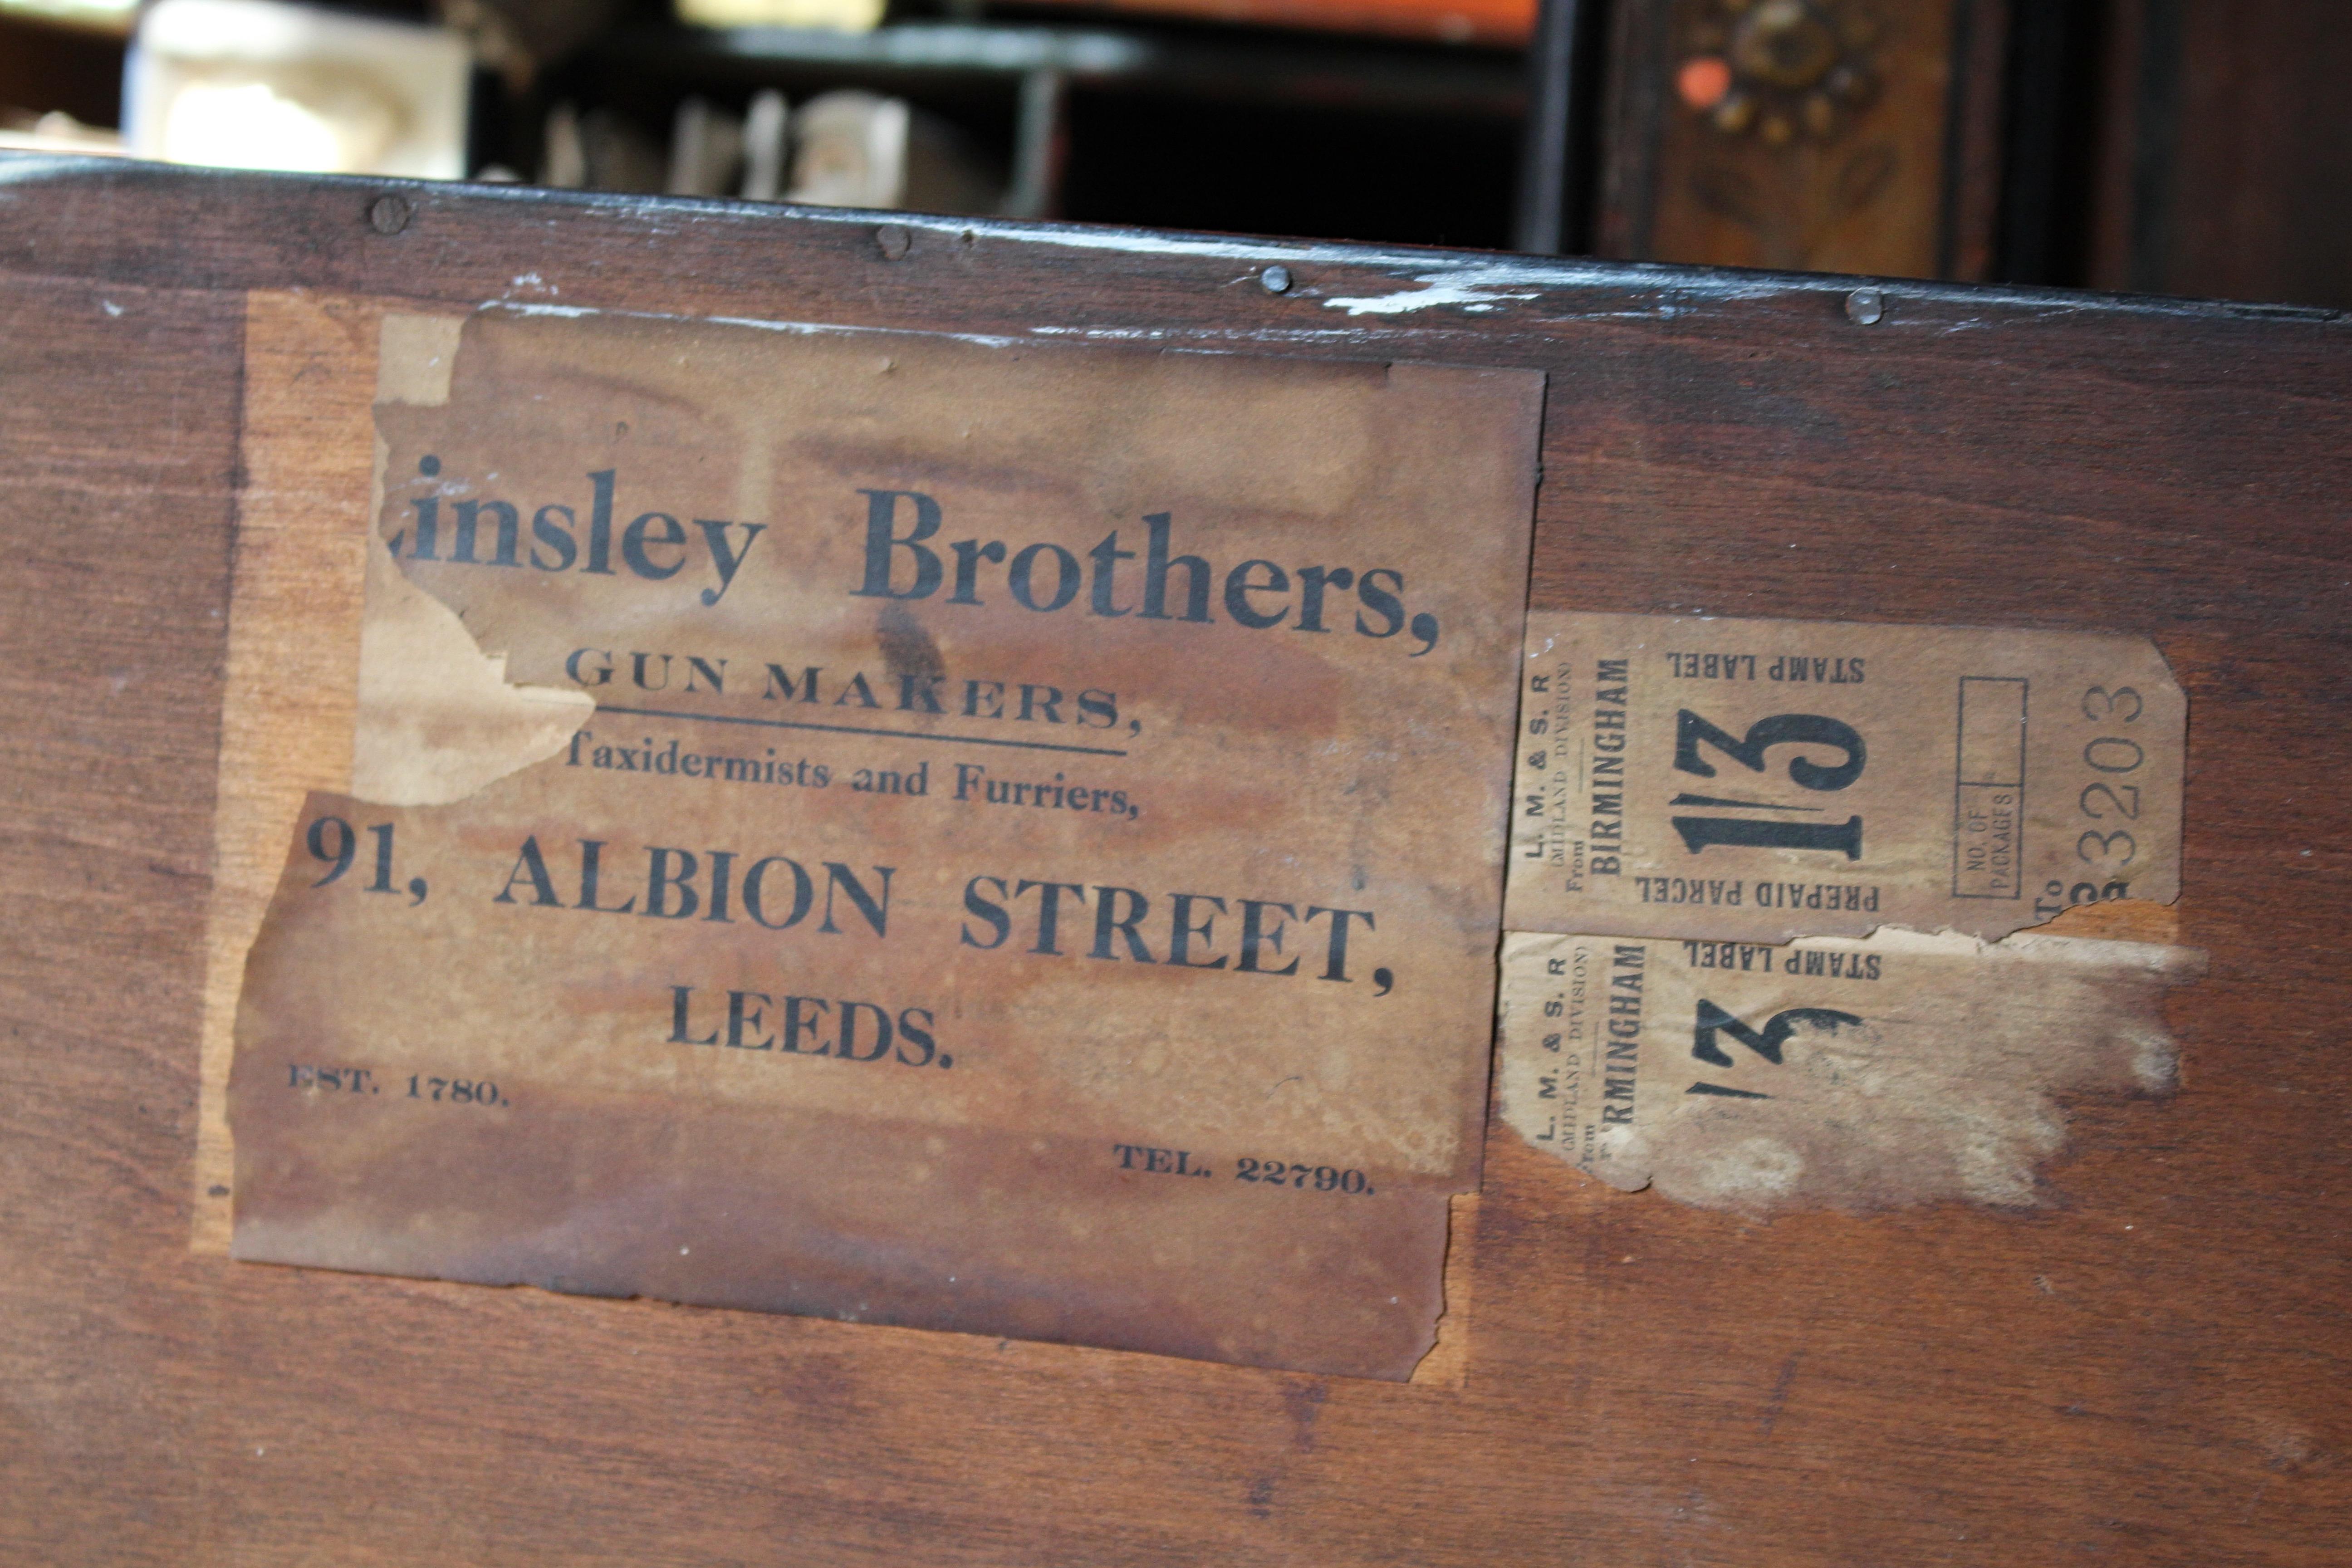 insley Brothers,
GUN MAKERS,
Taxidermists and Furriers,
91, ALBION STREET,
LEEDS.
EST. 1780.
TEL. 22790.
L. M. & S. R
(MIDLAND DIVISION)
From
BIRMINGHAM
PREPAID PARCEL
1/3
STAMP LABEL
NO. OF
PACKAGES
To
3203
L. M. & S. R
(MIDLAND DIVISION)
From
RMINGHAM
/3
STAMP LABEL